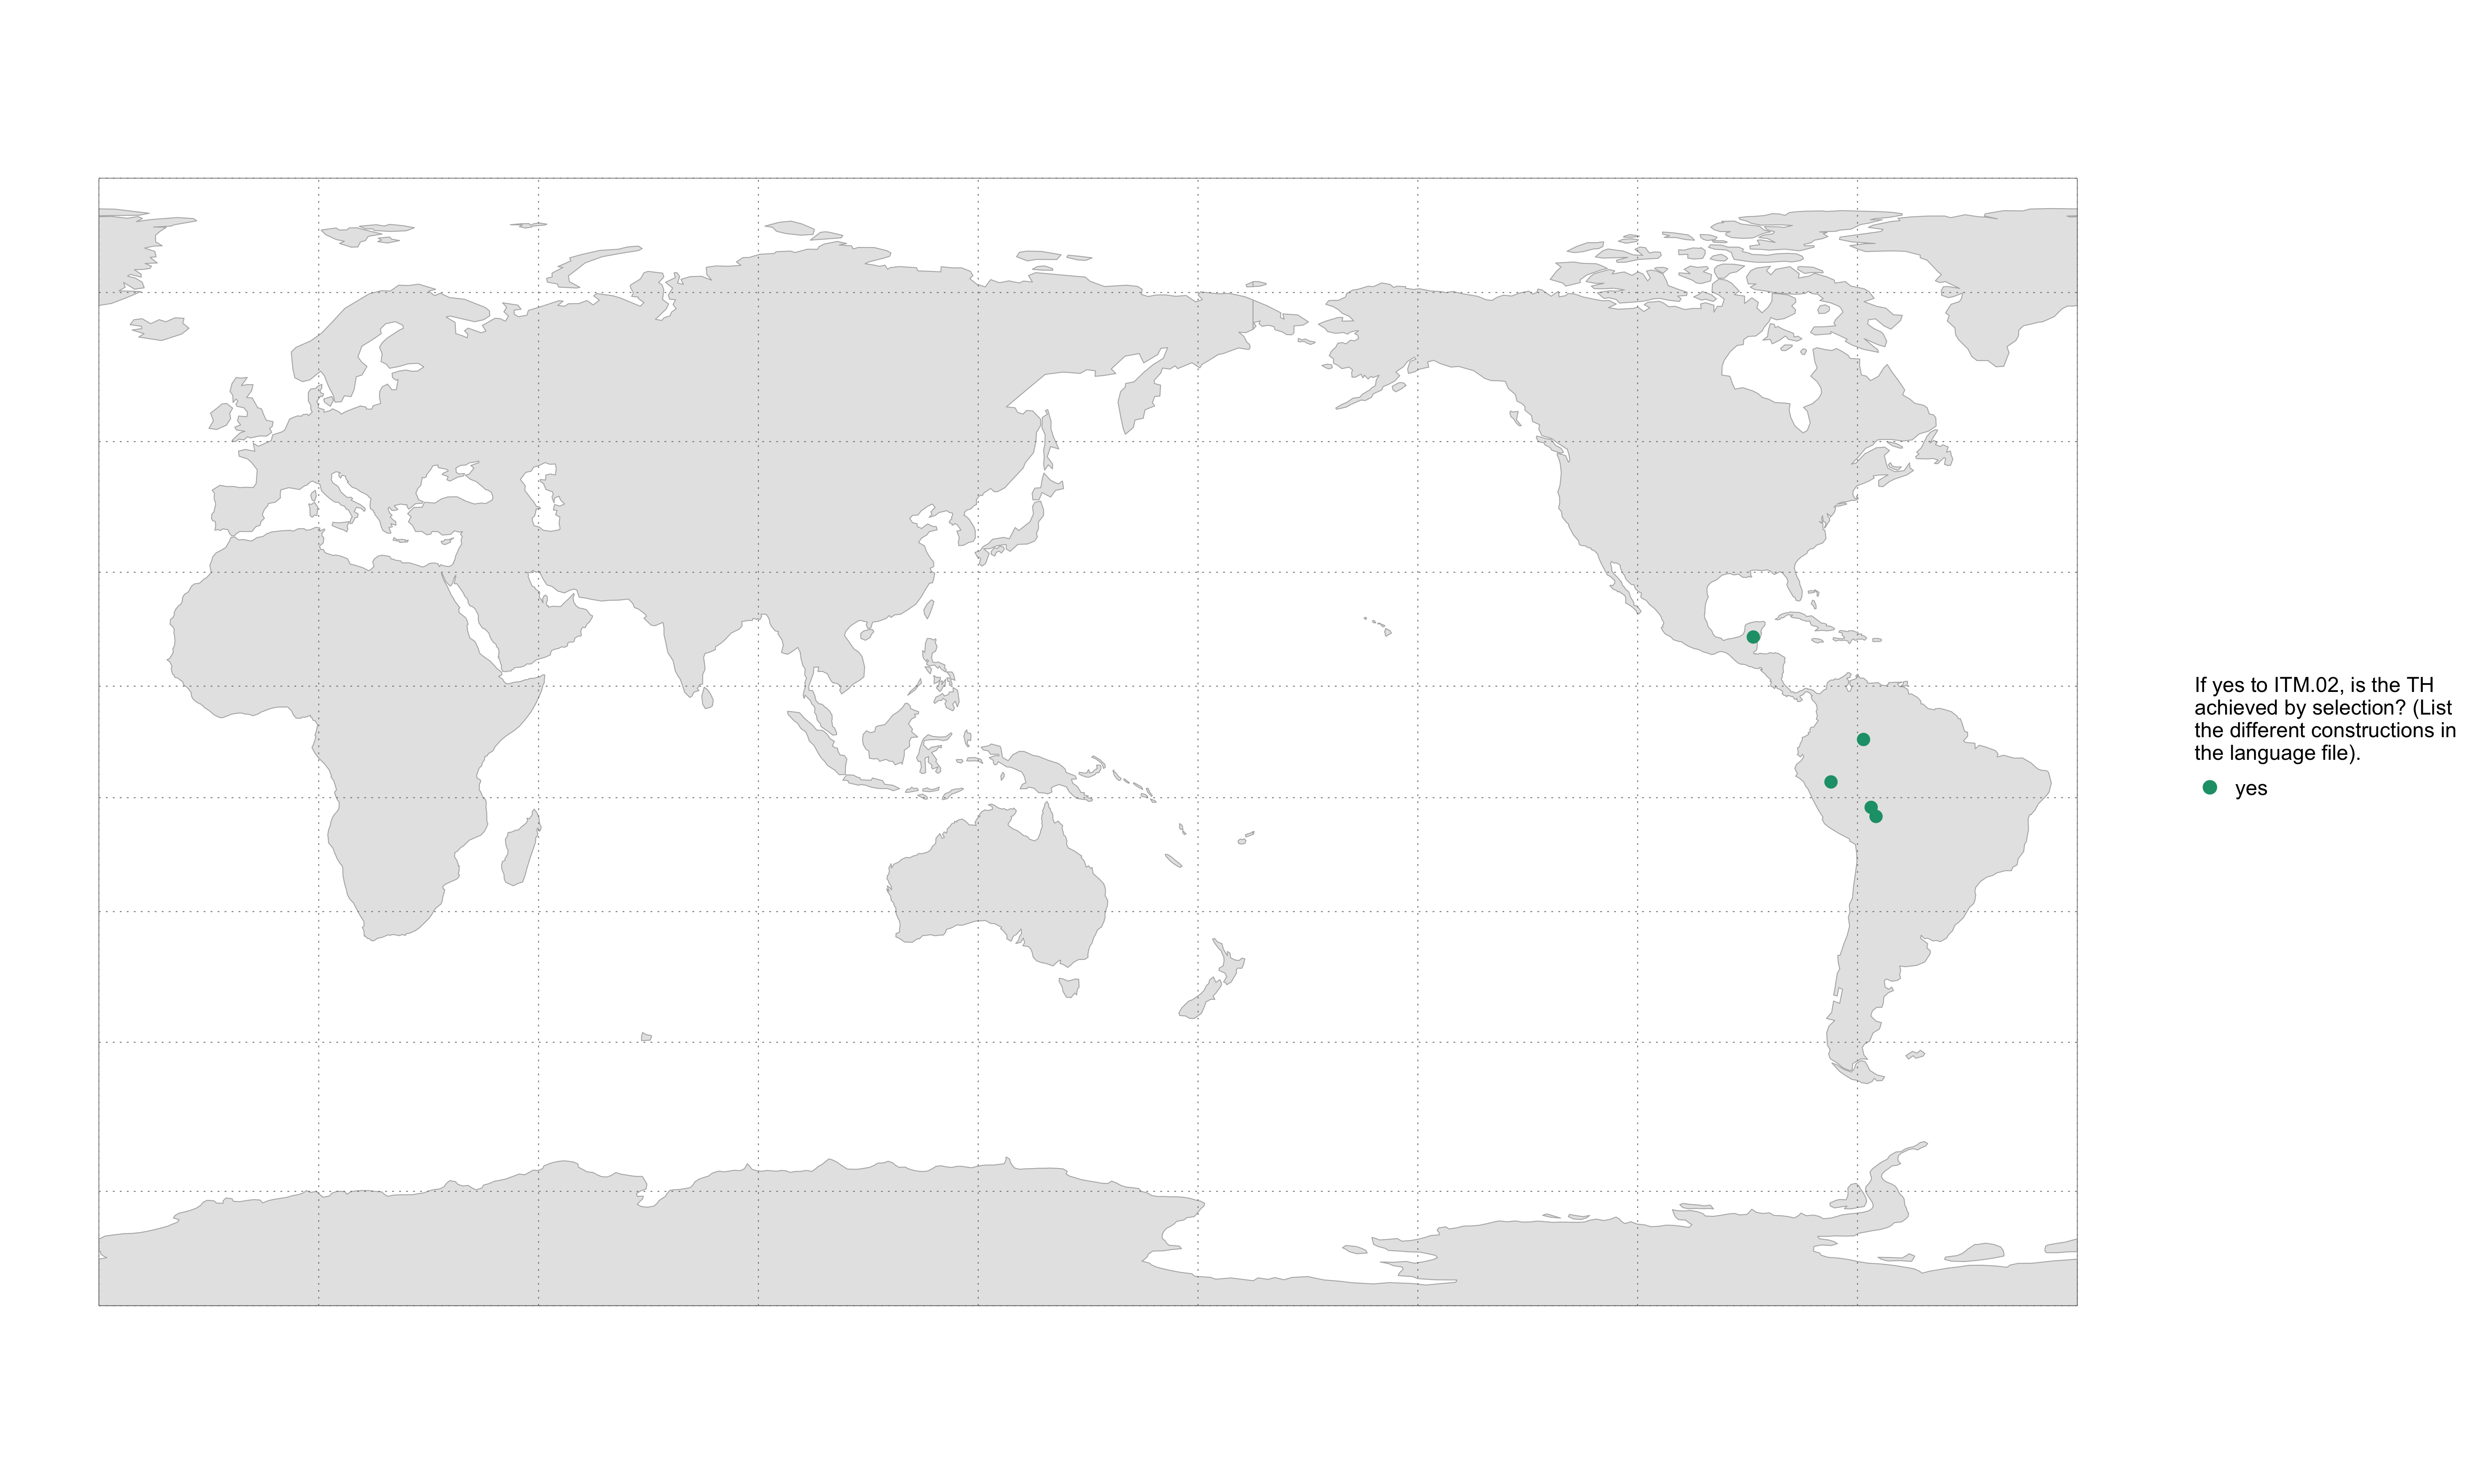 If yes to ITM.02, is the TH
achieved by selection? (List
the different constructions in
the language file).
yes